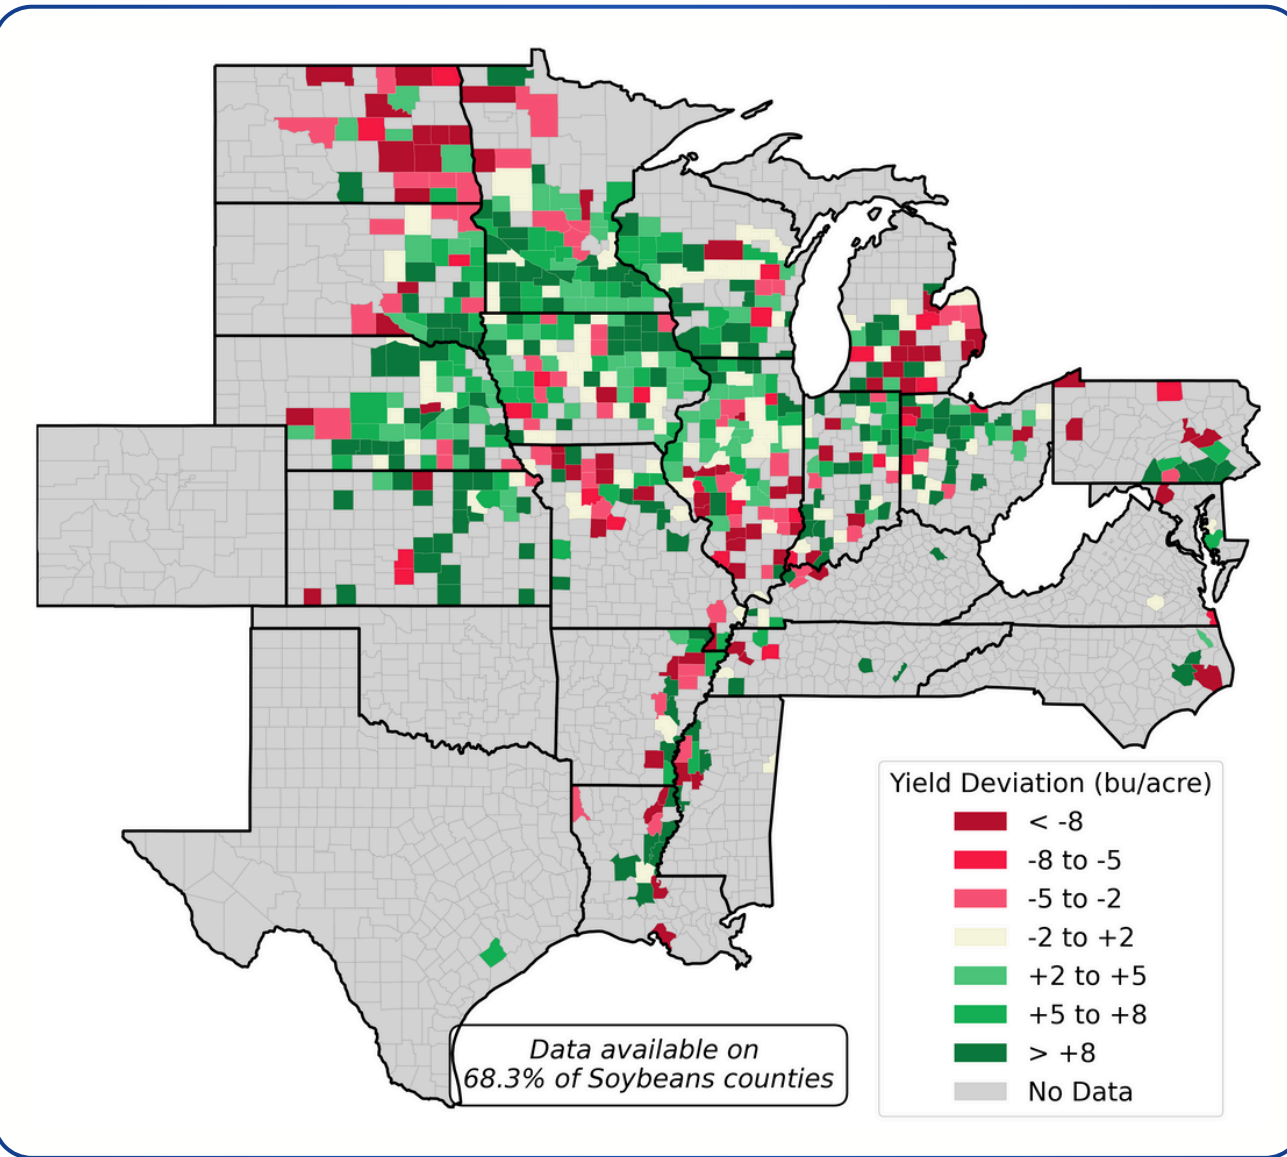 Yield Deviation (bu/acre)
< -8
-8 to -5
-5 to -2
-2 to +2
+2 to +5
+5 to +8
> +8
No Data
Data available on
68.3% of Soybeans counties